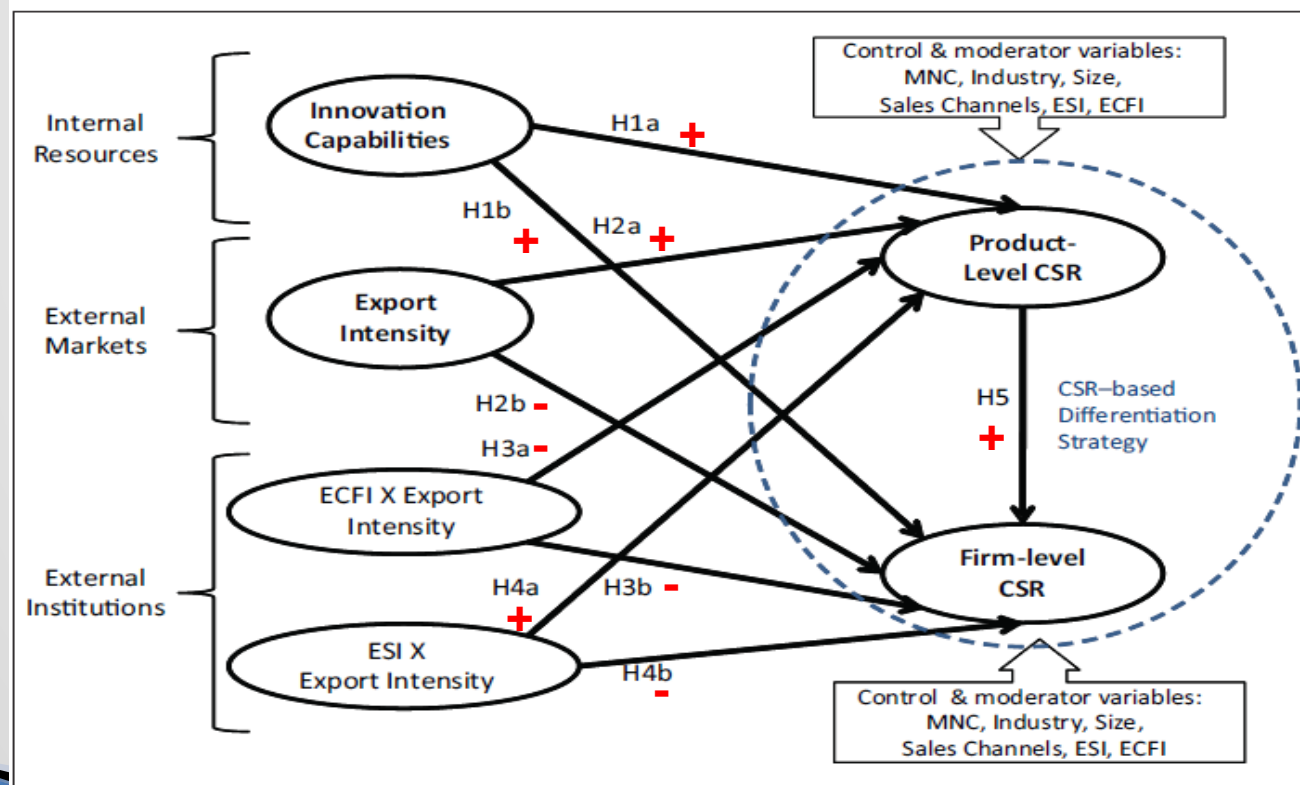 Control & moderator variables:
MNC, Industry, Size,
Sales Channels, ESI, ECFI
Internal
Resources
Innovation
Capabilities
H1a +
H1b
+
H2a +
Product-
Level CSR
External
Markets
Export
Intensity
H2b -
H3a -
H5
+
CSR–based
Differentiation
Strategy
ECFI X Export
Intensity
External
Institutions
H4a
+
H3b -
Firm-level
CSR
ESI X
Export Intensity
H4b
-
Control & moderator variables:
MNC, Industry, Size,
Sales Channels, ESI, ECFI